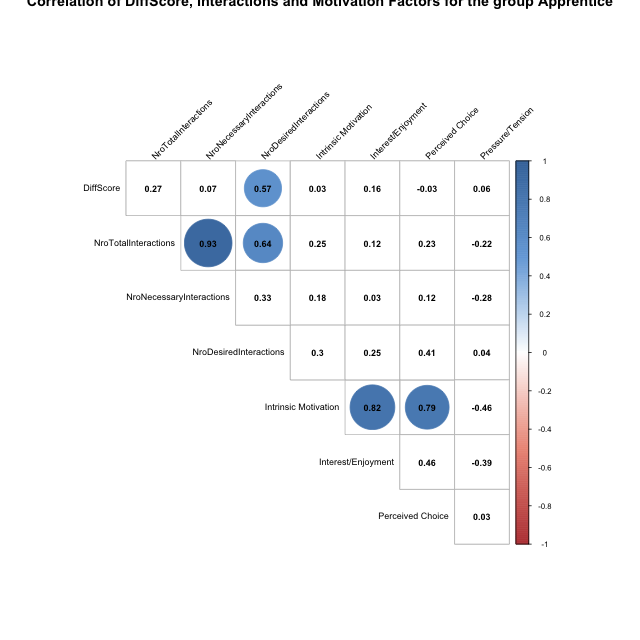 Correlation of DiffScore, Interactions and Motivation Factors for the group Apprentice
NroTotalInteractions
NroNecessaryInteractions
NroDesiredInteractions
Intrinsic Motivation
Interest/Enjoyment
Perceived Choice
Pressure/Tension
DiffScore 0.27 0.07 0.57 0.03 0.16 -0.03 0.06
NroTotalInteractions 0.93 0.64 0.25 0.12 0.23 -0.22
NroNecessaryInteractions 0.33 0.18 0.03 0.12 -0.28
NroDesiredInteractions 0.3 0.25 0.41 0.04
Intrinsic Motivation 0.82 0.79 -0.46
Interest/Enjoyment 0.46 -0.39
Perceived Choice 0.03
1
0.8
0.6
0.4
0.2
0
-0.2
-0.4
-0.6
-0.8
-1